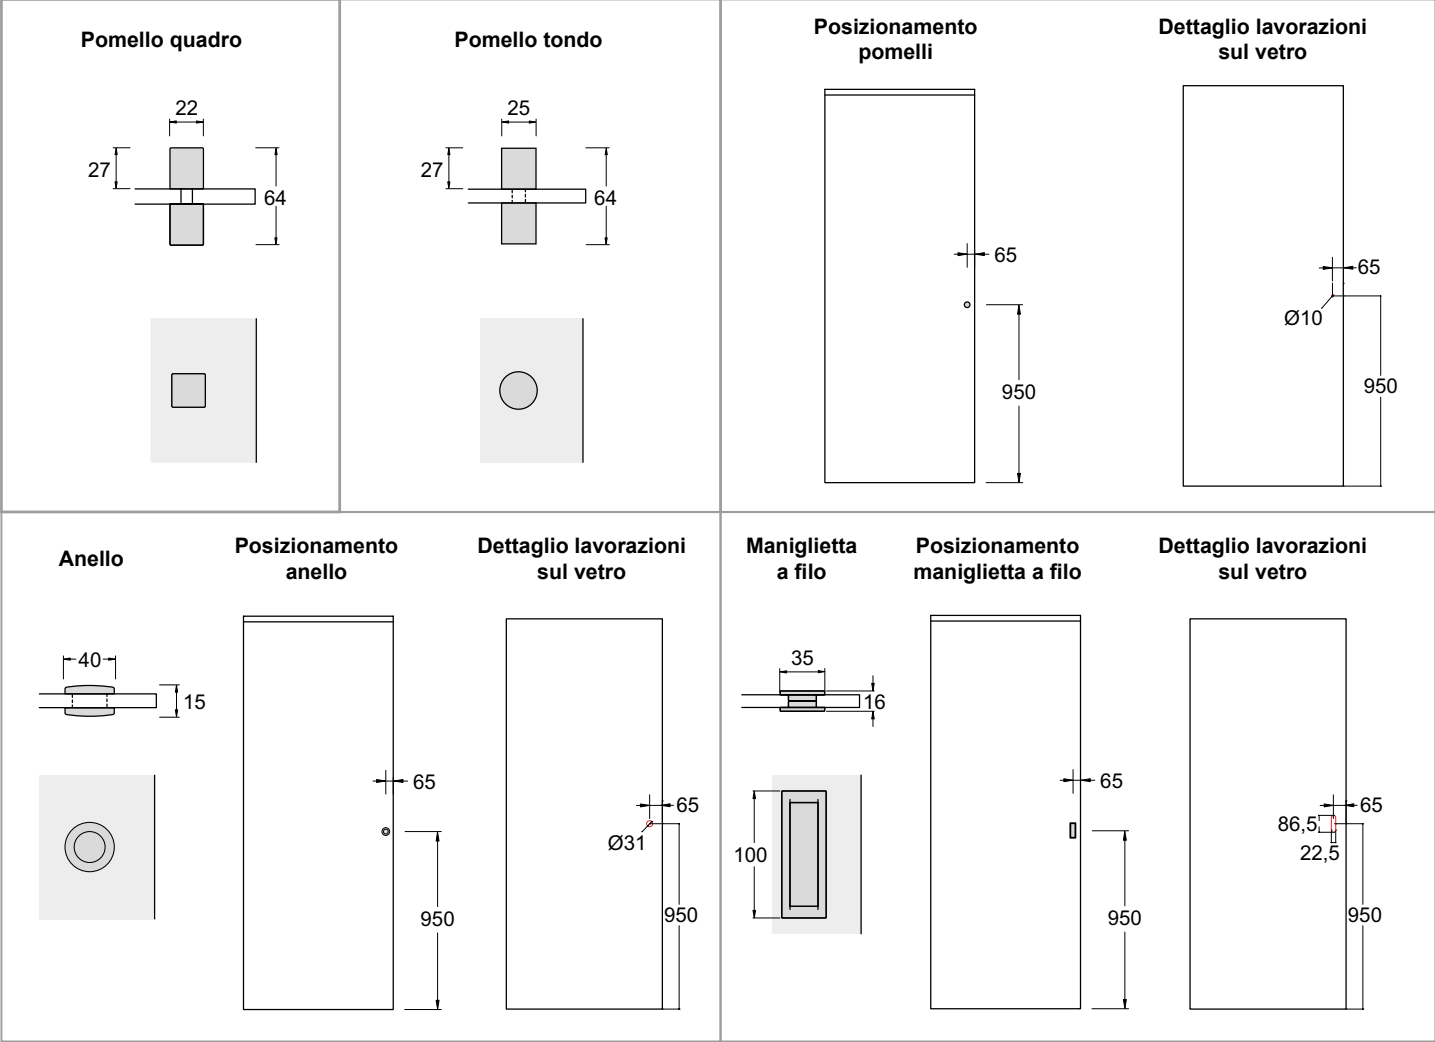 Pomello quadro
22
27
64
Pomello tondo
25
27
64
Posizionamento
pomelli
65
950
Dettaglio lavorazioni
sul vetro
65
Ø10
950
Anello
40
15
Posizionamento
anello
65
950
Dettaglio lavorazioni
sul vetro
65
Ø31
950
Maniglietta
a filo
35
16
100
Posizionamento
maniglietta a filo
65
950
Dettaglio lavorazioni
sul vetro
65
86,5
22,5
950